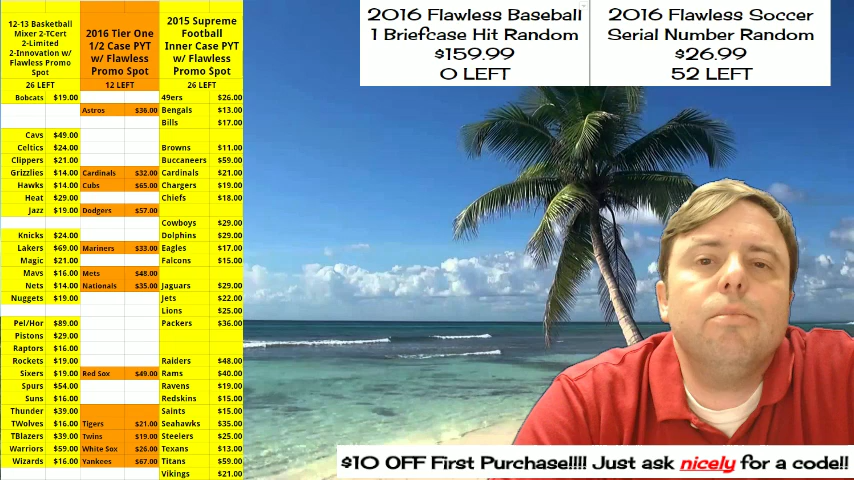 12-13 Basketball
Mixer 2-TCert
2-Limited
2-Innovation w/
Flawless Promo
Spot
26 LEFT
Bobcats $19.00
Cavs $49.00
Celtics $24.00
Clippers $21.00
Grizzlies $14.00
Hawks $14.00
Heat $29.00
Jazz $19.00
Knicks $24.00
Lakers $69.00
Magic $21.00
Mavs $16.00
Nets $14.00
Nuggets $19.00
Pel/Hor $89.00
Pistons $29.00
Raptors $16.00
Rockets $19.00
Sixers $19.00
Spurs $54.00
Suns $16.00
Thunder $39.00
TWolves $16.00
TBlazers $39.00
Warriors $59.00
Wizards $16.00
2016 Tier One
1/2 Case PYT
w/ Flawless
Promo Spot
12 LEFT
Astros $36.00
Cardinals $32.00
Cubs $65.00
Dodgers $57.00
Mariners $33.00
Mets $48.00
Nationals $35.00
Red Sox $49.00
Tigers $21.00
Twins $19.00
White Sox $26.00
Yankees $67.00
2015 Supreme
Football
Inner Case PYT
w/ Flawless
Promo Spot
26 LEFT
49ers $26.00
Bengals $13.00
Bills $17.00
Browns $11.00
Buccaneers $59.00
Cardinals $21.00
Chargers $19.00
Chiefs $18.00
Cowboys $29.00
Dolphins $29.00
Eagles $17.00
Falcons $15.00
Jaguars $29.00
Jets $22.00
Lions $25.00
Packers $36.00
Raiders $48.00
Rams $40.00
Ravens $19.00
Redskins $15.00
Saints $15.00
Seahawks $35.00
Steelers $25.00
Texans $13.00
Titans $59.00
Vikings $21.00
2016 Flawless Baseball
1 Briefcase Hit Random
$159.99
0 LEFT
2016 Flawless Soccer
Serial Number Random
$26.99
52 LEFT
$10 OFF First Purchase!!!! Just ask nicely for a code!!